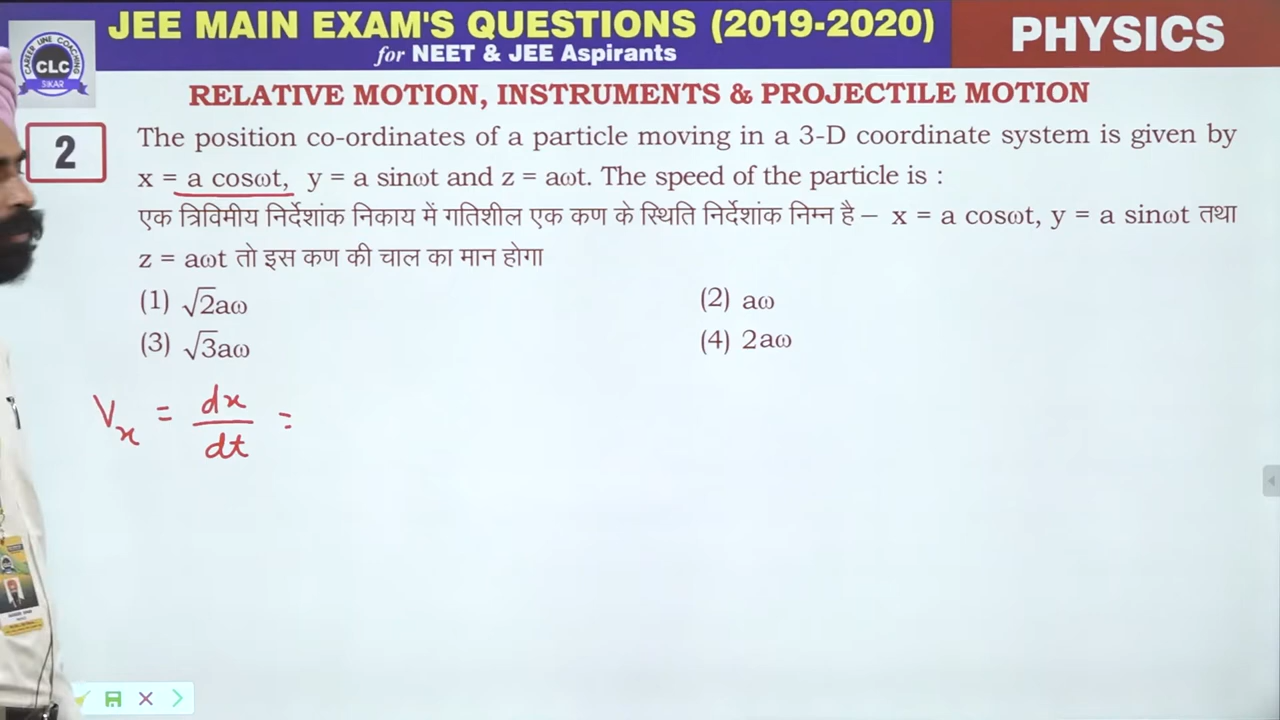 JEE MAIN EXAM'S QUESTIONS (2019-2020)
for NEET & JEE Aspirants
PHYSICS
CAREER LINE COACHING
CLC
SIKAR
RELATIVE MOTION, INSTRUMENTS & PROJECTILE MOTION
2
The position co-ordinates of a particle moving in a 3-D coordinate system is given by
x = a cosωt, y = a sinωt and z = aωt. The speed of the particle is :
एक त्रिविमीय निर्देशांक निकाय में गतिशील एक कण के स्थिति निर्देशांक निम्न है – x = a cosωt, y = a sinωt तथा
z = aωt तो इस कण की चाल का मान होगा
(1) √2aω
(2) aω
(3) √3aω
(4) 2aω
Vx = dx/dt =